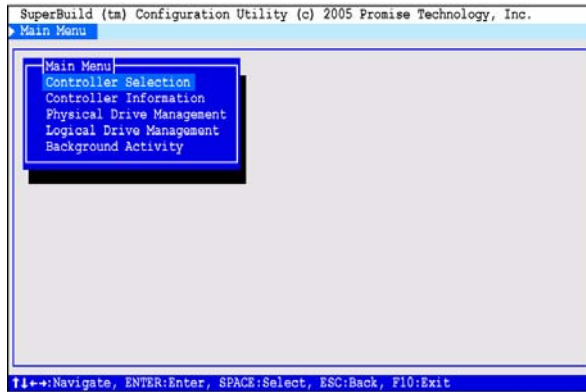 SuperBuild (tm) Configuration Utility (c) 2005 Promise Technology, Inc.
Main Menu
Main Menu
Controller Selection
Controller Information
Physical Drive Management
Logical Drive Management
Background Activity
↑↓←→:Navigate, ENTER:Enter, SPACE:Select, ESC:Back, F10:Exit